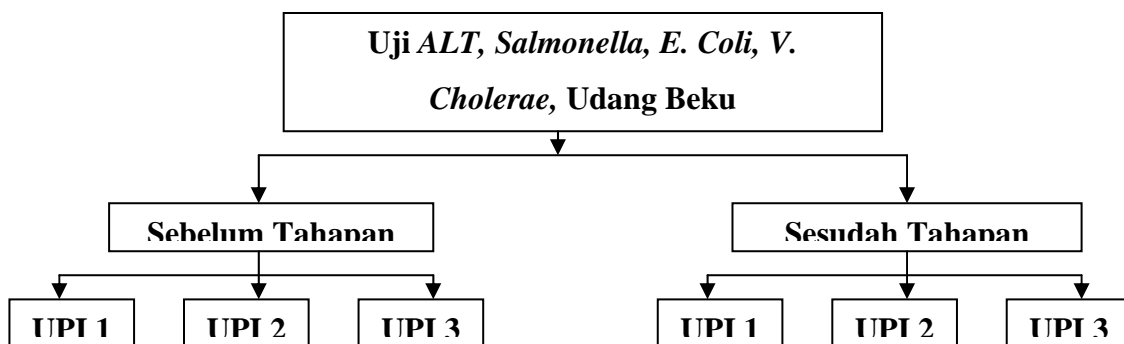 Uji ALT, Salmonella, E. Coli, V.
Cholerae, Udang Beku
Sebelum Tahapan
Sesudah Tahapan
UPI 1
UPI 2
UPI 3
UPI 1
UPI 2
UPI 3